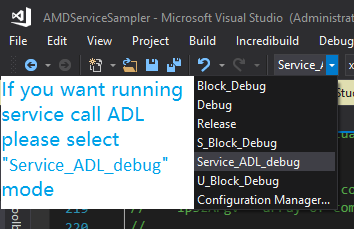 AMDServiceSampler - Microsoft Visual Studio (Administra
File Edit View Project Incredibuild Build Debug
Service_A
If you want running
service call ADL
please select
"Service_ADL_debug"
mode
Block_Debug
Debug
Release
S_Block_Debug
Service_ADL_debug
U_Block_Debug
Configuration Manager...
219
220 //